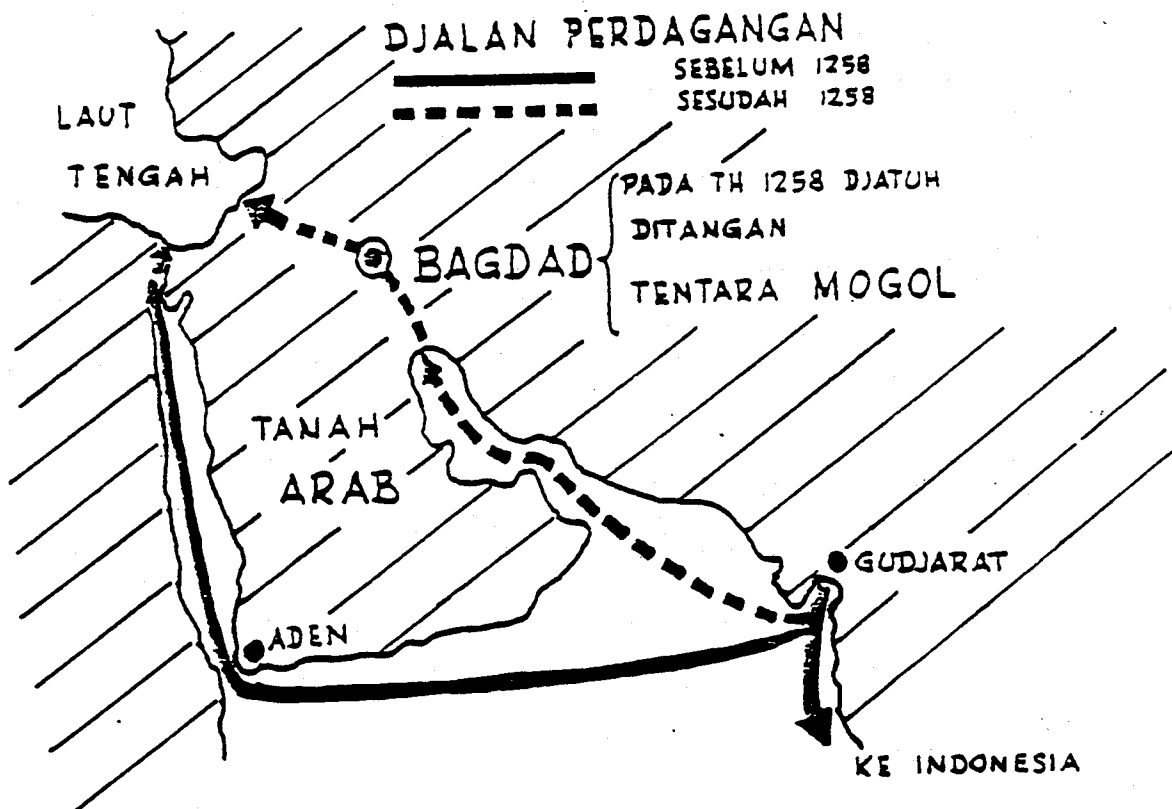 DJALAN PERDAGANGAN
SEBELUM 1258
SESUDAH 1258
LAUT
TENGAH
PADA TH 1258 DJATUH
DITANGAN
TENTARA MOGOL
BAGDAD
TANAH
ARAB
GUDJARAT
ADEN
KE INDONESIA